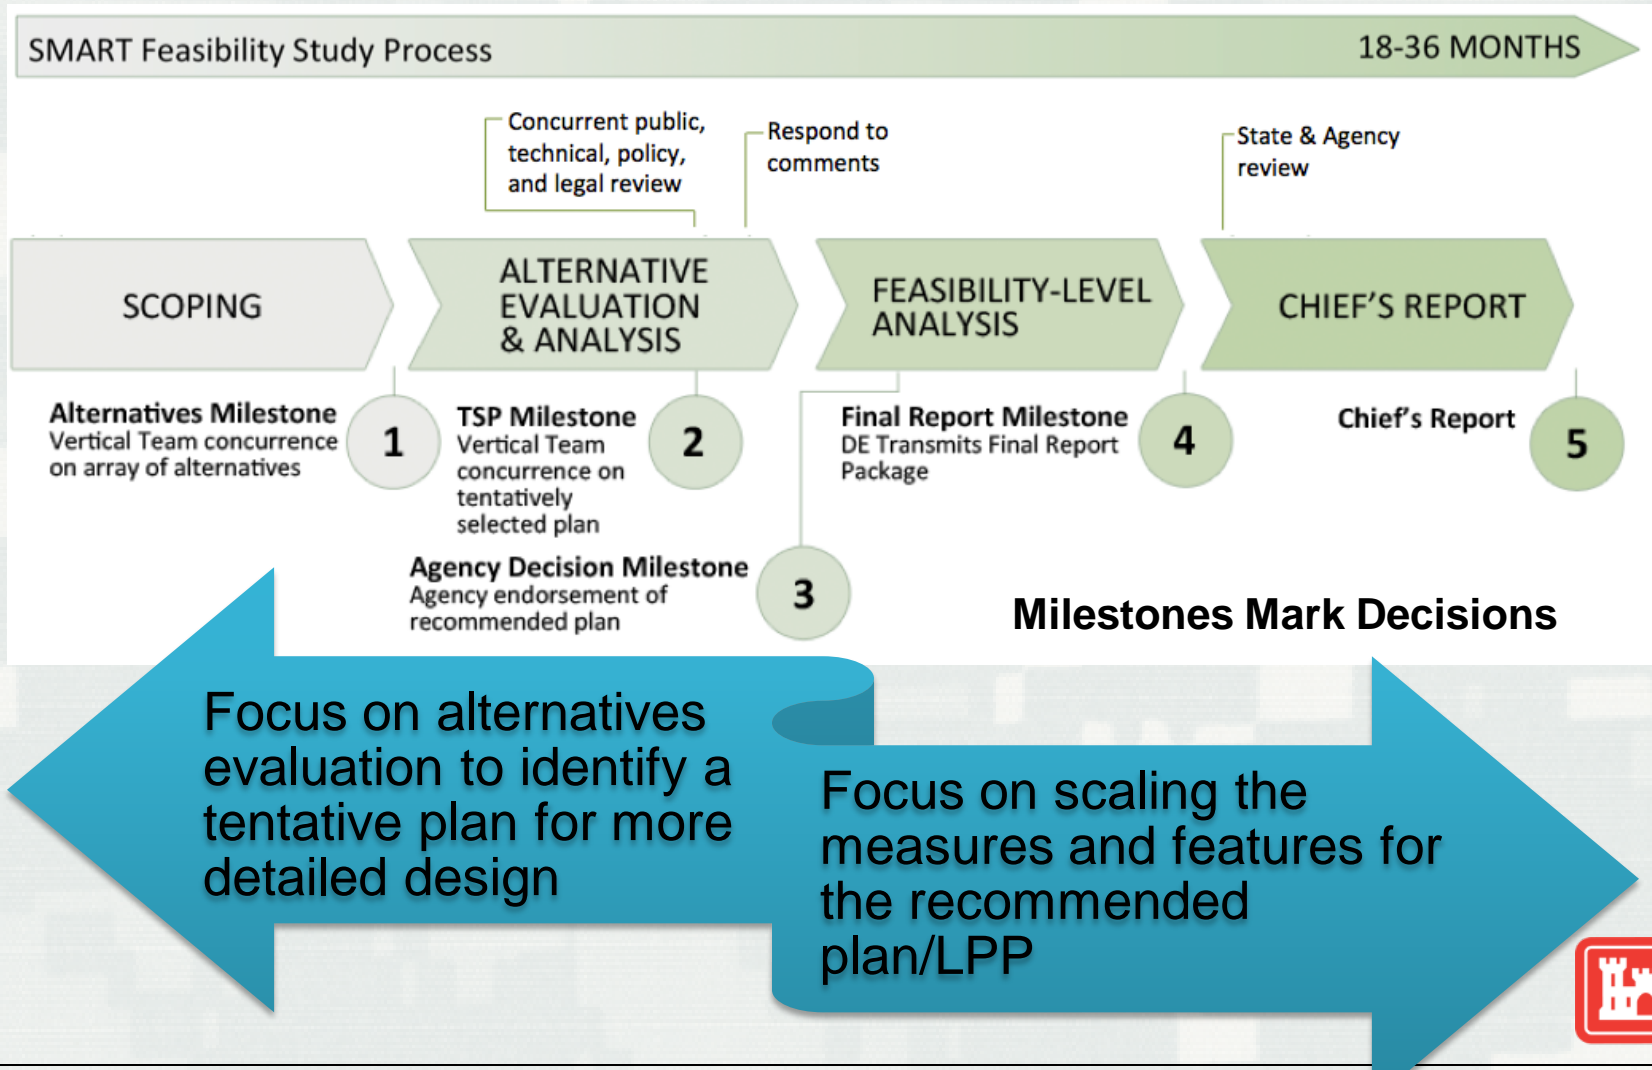 SMART Feasibility Study Process
18-36 MONTHS
Concurrent public,
technical, policy,
and legal review
Respond to
comments
State & Agency
review
SCOPING
ALTERNATIVE
EVALUATION
& ANALYSIS
FEASIBILITY-LEVEL
ANALYSIS
CHIEF'S REPORT
Alternatives Milestone
Vertical Team concurrence
on array of alternatives
1
TSP Milestone
Vertical Team
concurrence on
tentatively
selected plan
2
Agency Decision Milestone
Agency endorsement of
recommended plan
3
Final Report Milestone
DE Transmits Final Report
Package
4
Chief's Report
5
Milestones Mark Decisions
Focus on alternatives
evaluation to identify a
tentative plan for more
detailed design
Focus on scaling the
measures and features for
the recommended
plan/LPP